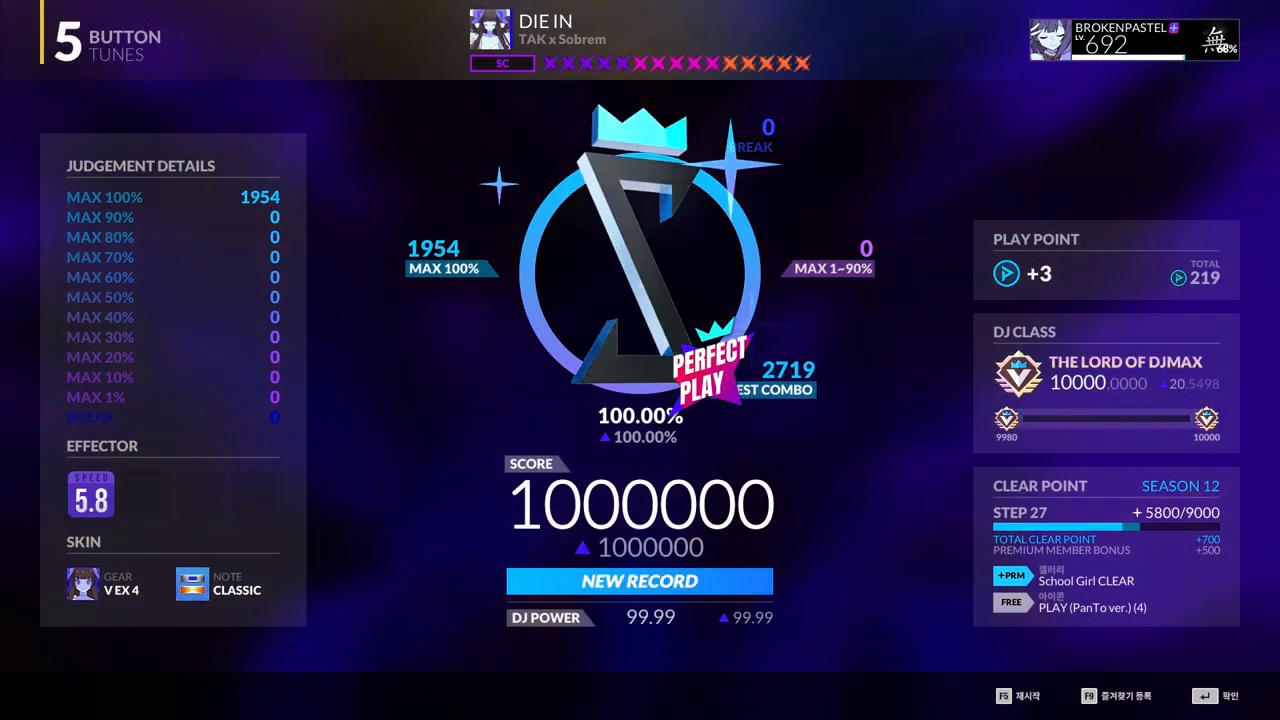 5 BUTTON TUNES
DIE IN
TAK x Sobrem
SC
BROKENPASTEL
LV. 692
無
68%
JUDGEMENT DETAILS
MAX 100% 1954
MAX 90% 0
MAX 80% 0
MAX 70% 0
MAX 60% 0
MAX 50% 0
MAX 40% 0
MAX 30% 0
MAX 20% 0
MAX 10% 0
MAX 1% 0
BREAK 0
EFFECTOR
SPEED
5.8
SKIN
GEAR
V EX 4
NOTE
CLASSIC
0
BREAK
1954
MAX 100%
0
MAX 1~90%
PERFECT
PLAY
2719
EST COMBO
100.00%
100.00%
SCORE
1000000
1000000
NEW RECORD
DJ POWER 99.99 99.99
PLAY POINT
+3
TOTAL
219
DJ CLASS
THE LORD OF DJMAX
10000.0000 20.5498
9980 10000
CLEAR POINT SEASON 12
STEP 27 + 5800/9000
TOTAL CLEAR POINT +700
PREMIUM MEMBER BONUS +500
+PRM 갤러리
School Girl CLEAR
FREE 아이콘
PLAY (PanTo ver.) (4)
F5 재시작 F9 즐겨찾기 등록 확인